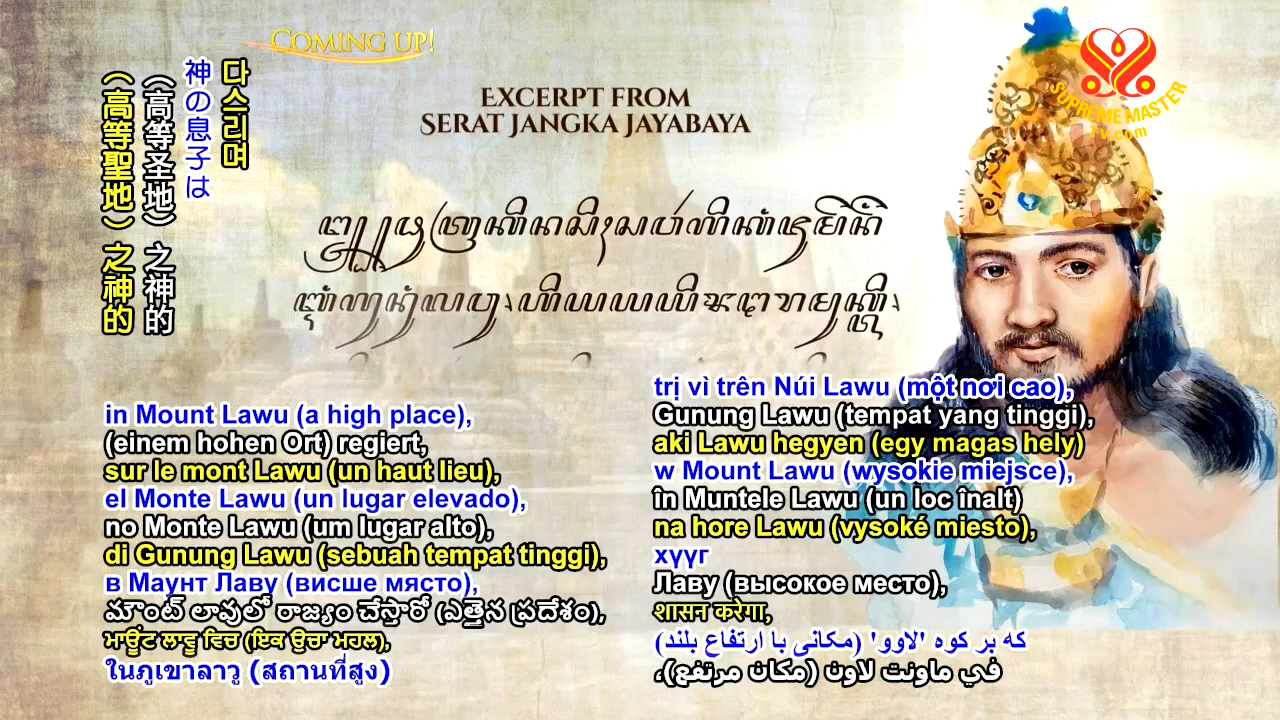 COMING UP!
EXCERPT FROM
SERAT JANGKA JAYABAYA
SUPREME MASTER
TV.com
다스리며
神の息子は
（高等圣地）之神的
（高等聖地）之神的
in Mount Lawu (a high place),
(einem hohen Ort) regiert,
sur le mont Lawu (un haut lieu),
el Monte Lawu (un lugar elevado),
no Monte Lawu (um lugar alto),
di Gunung Lawu (sebuah tempat tinggi),
в Маунт Лаву (висше място),
మౌంట్ లావులో రాజ్యం చేస్తారో (ఎత్తైన ప్రదేశం),
ਮਾਊਂਟ ਲਾਵੂ ਵਿਚ (ਇਕ ਉਚਾ ਮਹਲ),
ในภูเขาลาวู (สถานที่สูง)
trị vì trên Núi Lawu (một nơi cao),
Gunung Lawu (tempat yang tinggi),
aki Lawu hegyen (egy magas hely)
w Mount Lawu (wysokie miejsce),
în Muntele Lawu (un loc înalt)
na hore Lawu (vysoké miesto),
хүүг
Лаву (высокое место),
शासन करेगा,
که بر کوه 'لاوو' (مکانی با ارتفاع بلند)
في ماونت لاون (مكان مرتفع)،